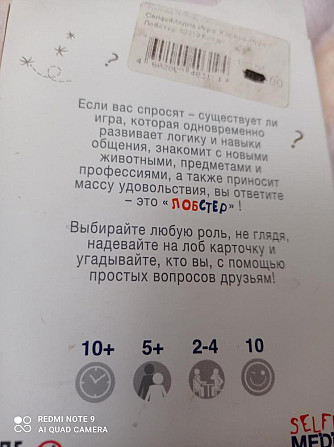 Если вас спросят – существует ли
игра, которая одновременно
развивает логику и навыки
общения, знакомит с новыми
животными, предметами и
профессиями, а также приносит
массу удовольствия, вы ответите
– это «ЛОБСТЕР»!
Выбирайте любую роль, не глядя,
надевайте на лоб карточку и
угадывайте, кто вы, с помощью
простых вопросов друзьям!
10+ 5+ 2-4 10
SELF
MEDI
REDMI NOTE 9
AI QUAD CAMERA